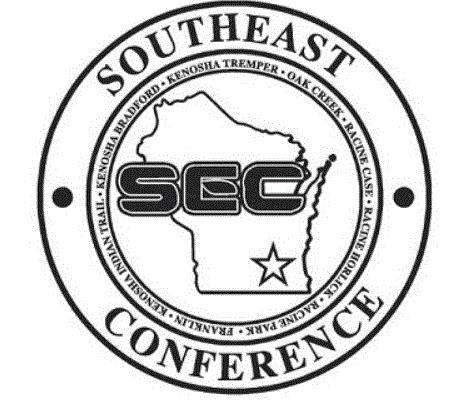 SOUTHEAST
KENOSHA INDIAN TRAIL • KENOSHA BRADFORD • KENOSHA TREMPER • OAK CREEK • RACINE CASE • RACINE HORLICK • RACINE PARK • FRANKLIN •
SEC
CONFERENCE